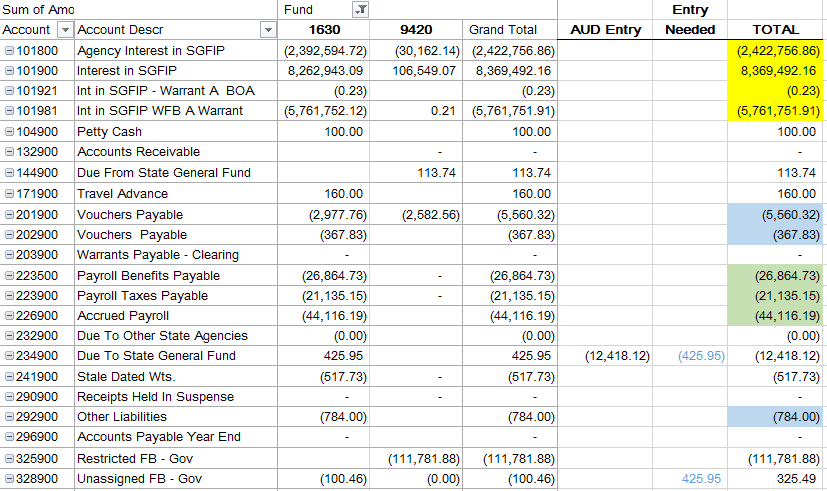 Sum of Amo Fund Entry
Account Account Descr 1630 9420 Grand Total AUD Entry Needed TOTAL
101800 Agency Interest in SGFIP (2,392,594.72) (30,162.14) (2,422,756.86) (2,422,756.86)
101900 Interest in SGFIP 8,262,943.09 106,549.07 8,369,492.16 8,369,492.16
101921 Int in SGFIP - Warrant A BOA (0.23) (0.23) (0.23)
101981 Int in SGFIP WFB A Warrant (5,761,752.12) 0.21 (5,761,751.91) (5,761,751.91)
104900 Petty Cash 100.00 100.00 100.00
132900 Accounts Receivable - - -
144900 Due From State General Fund 113.74 113.74 113.74
171900 Travel Advance 160.00 160.00 160.00
201900 Vouchers Payable (2,977.76) (2,582.56) (5,560.32) (5,560.32)
202900 Vouchers Payable (367.83) (367.83) (367.83)
203900 Warrants Payable - Clearing - - -
223500 Payroll Benefits Payable (26,864.73) - (26,864.73) (26,864.73)
223900 Payroll Taxes Payable (21,135.15) - (21,135.15) (21,135.15)
226900 Accrued Payroll (44,116.19) (44,116.19) (44,116.19)
232900 Due To Other State Agencies (0.00) (0.00) (0.00)
234900 Due To State General Fund 425.95 425.95 (12,418.12) (425.95) (12,418.12)
241900 Stale Dated Wts. (517.73) - (517.73) (517.73)
290900 Receipts Held In Suspense - - - -
292900 Other Liabilities (784.00) (784.00) (784.00)
296900 Accounts Payable Year End - - -
325900 Restricted FB - Gov (111,781.88) (111,781.88) (111,781.88)
328900 Unassigned FB - Gov (100.46) (0.00) (100.46) 425.95 325.49